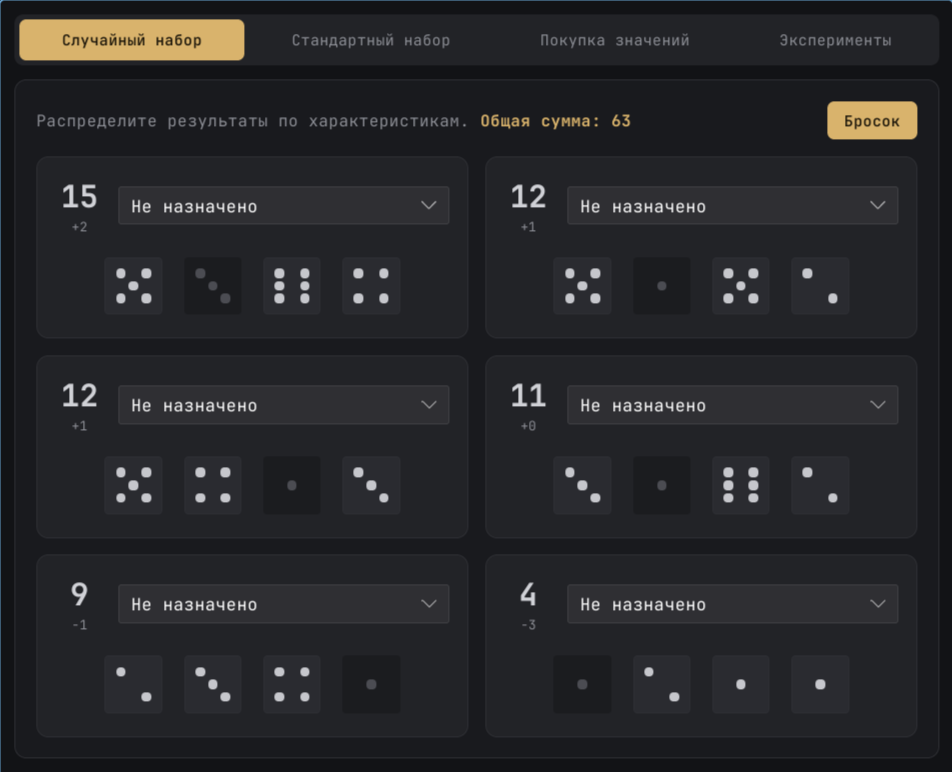 Случайный набор Стандартный набор Покупка значений Эксперименты
Распределите результаты по характеристикам. Общая сумма: 63 Бросок
15 Не назначено
+2
12 Не назначено
+1
12 Не назначено
+1
11 Не назначено
+0
9 Не назначено
-1
4 Не назначено
-3